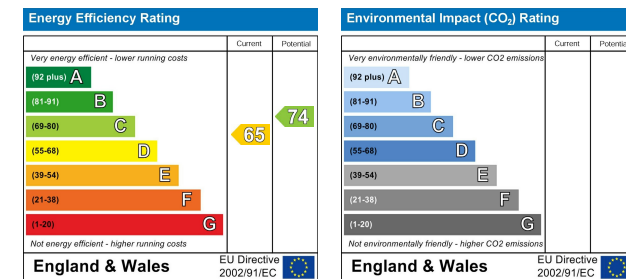 Energy Efficiency Rating
Current Potential
Very energy efficient - lower running costs
(92 plus) A
(81-91) B
(69-80) C
(55-68) D
(39-54) E
(21-38) F
(1-20) G
65
74
Not energy efficient - higher running costs
England & Wales
EU Directive
2002/91/EC
Environmental Impact (CO2) Rating
Current Potential
Very environmentally friendly - lower CO2 emissions
(92 plus) A
(81-91) B
(69-80) C
(55-68) D
(39-54) E
(21-38) F
(1-20) G
Not environmentally friendly - higher CO2 emissions
England & Wales
EU Directive
2002/91/EC